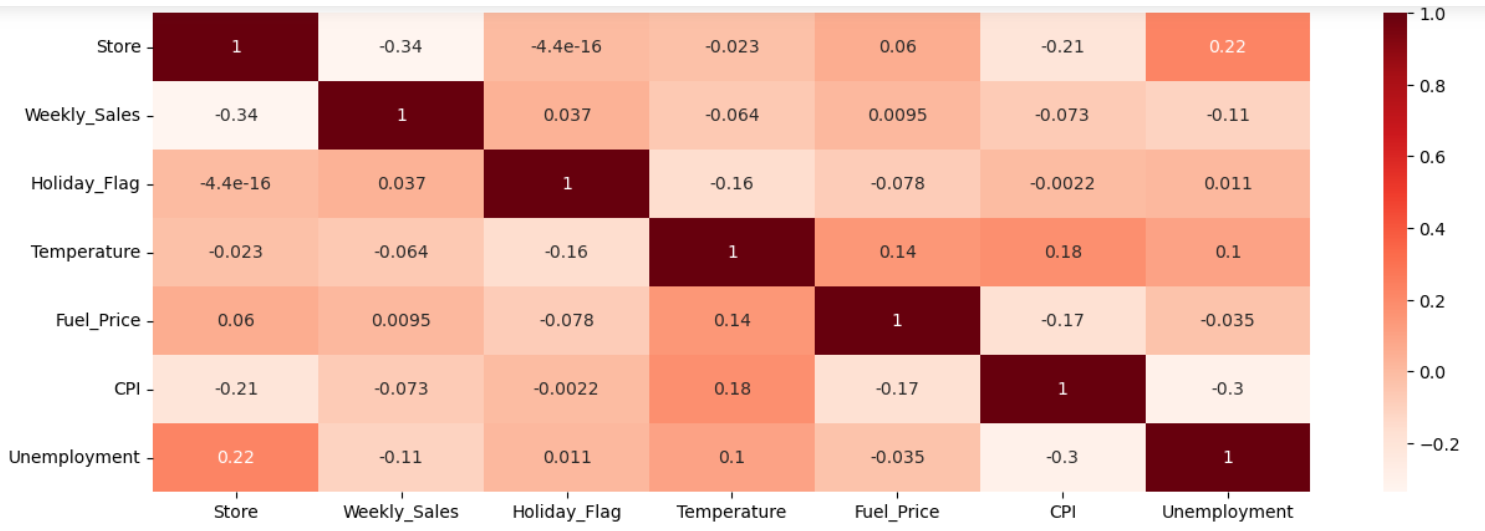 Store 1 -0.34 -4.4e-16 -0.023 0.06 -0.21 0.22
Weekly_Sales -0.34 1 0.037 -0.064 0.0095 -0.073 -0.11
Holiday_Flag -4.4e-16 0.037 1 -0.16 -0.078 -0.0022 0.011
Temperature -0.023 -0.064 -0.16 1 0.14 0.18 0.1
Fuel_Price 0.06 0.0095 -0.078 0.14 1 -0.17 -0.035
CPI -0.21 -0.073 -0.0022 0.18 -0.17 1 -0.3
Unemployment 0.22 -0.11 0.011 0.1 -0.035 -0.3 1
Store Weekly_Sales Holiday_Flag Temperature Fuel_Price CPI Unemployment
1.0
0.8
0.6
0.4
0.2
0.0
−0.2